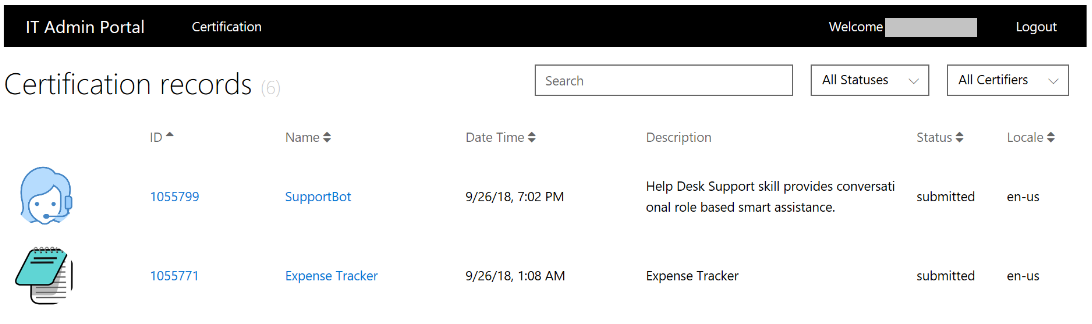 IT Admin Portal Certification Welcome Logout
Certification records (6) Search All Statuses All Certifiers
ID Name Date Time Description Status Locale
1055799 SupportBot 9/26/18, 7:02 PM Help Desk Support skill provides conversati submitted en-us
onal role based smart assistance.
1055771 Expense Tracker 9/26/18, 1:08 AM Expense Tracker submitted en-us